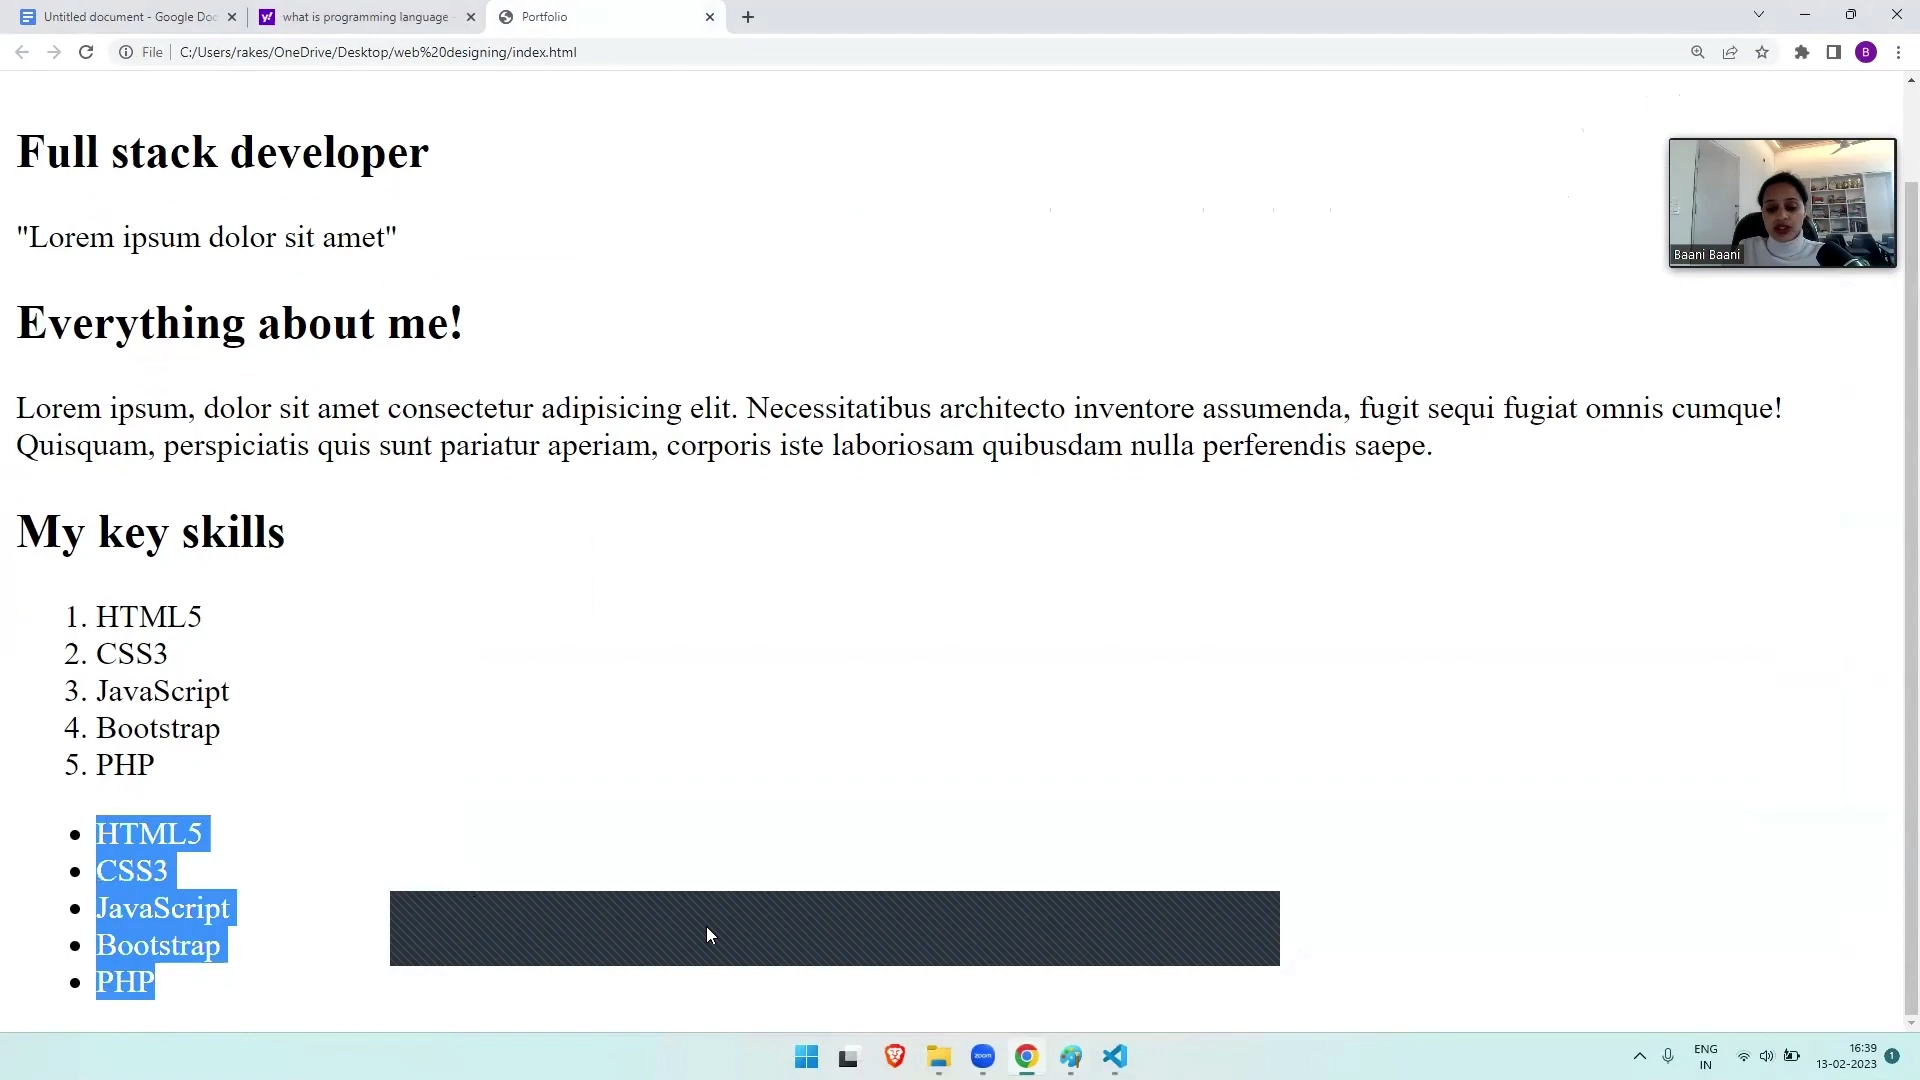 Untitled document - Google Doc
what is programming language -
Portfolio
File
C:/Users/rakes/OneDrive/Desktop/web%20designing/index.html
B
Full stack developer
"Lorem ipsum dolor sit amet"
Baani Baani
Everything about me!
Lorem ipsum, dolor sit amet consectetur adipisicing elit. Necessitatibus architecto inventore assumenda, fugit sequi fugiat omnis cumque!
Quisquam, perspiciatis quis sunt pariatur aperiam, corporis iste laboriosam quibusdam nulla perferendis saepe.
My key skills
1. HTML5
2. CSS3
3. JavaScript
4. Bootstrap
5. PHP
• HTML5
• CSS3
• JavaScript
• Bootstrap
• PHP
zoom
ENG
IN
16:39
13-02-2023
1